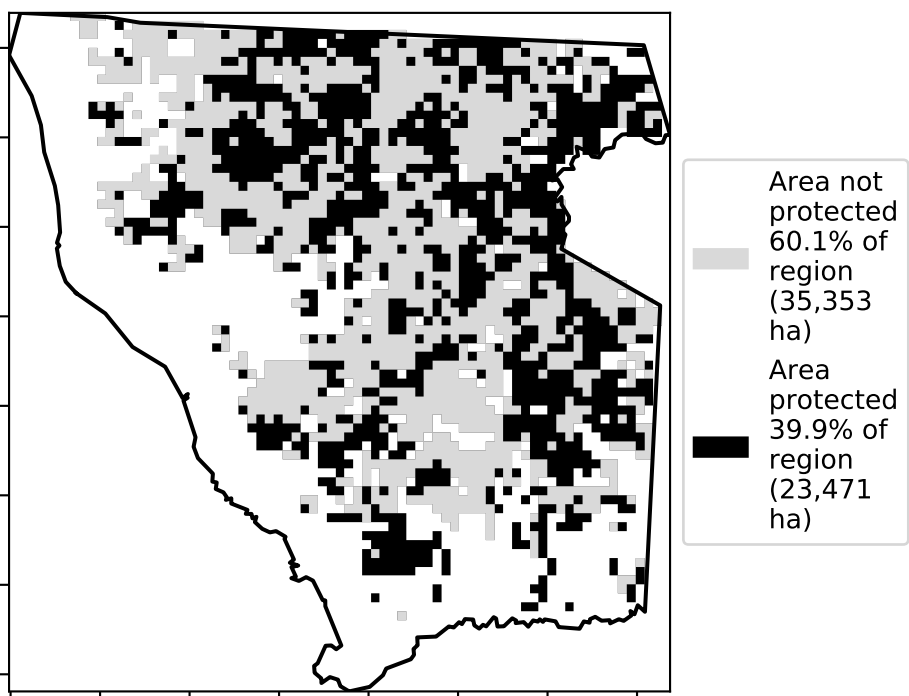 Area not
protected
60.1% of
region
(35,353
ha)
Area
protected
39.9% of
region
(23,471
ha)